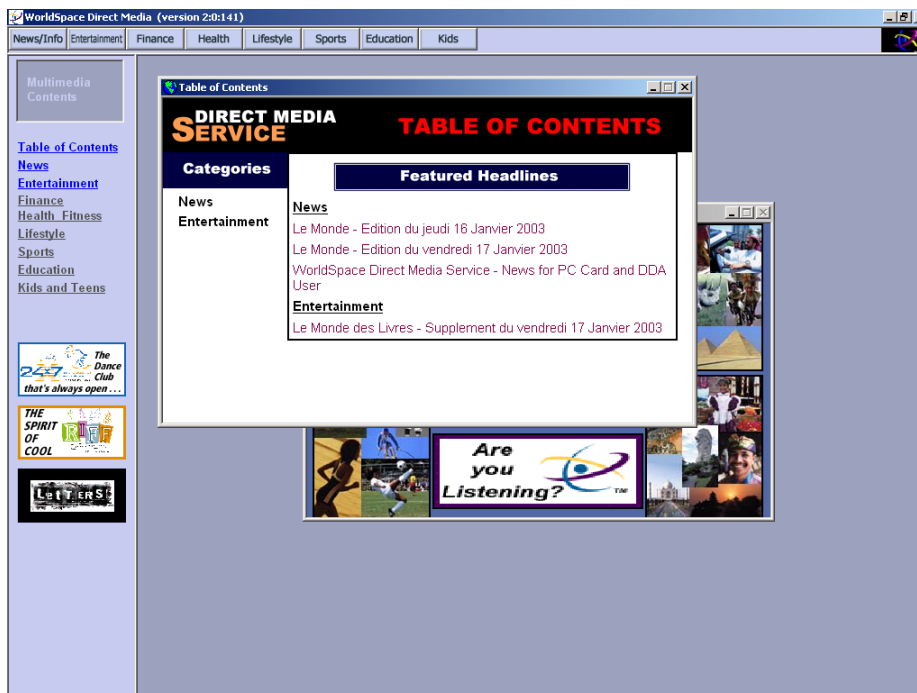 WorldSpace Direct Media (version 2:0:141)
News/Info Entertainment Finance Health Lifestyle Sports Education Kids
Multimedia
Contents
Table of Contents
News
Entertainment
Finance
Health Fitness
Lifestyle
Sports
Education
Kids and Teens
24x7
The
Dance
Club
that's always open . . .
THE
SPIRIT
OF
COOL
RIFF
LetTERS
Table of Contents
DIRECT MEDIA
SERVICE
TABLE OF CONTENTS
Categories
News
Entertainment
Featured Headlines
News
Le Monde - Edition du jeudi 16 Janvier 2003
Le Monde - Edition du vendredi 17 Janvier 2003
WorldSpace Direct Media Service - News for PC Card and DDA
User
Entertainment
Le Monde des Livres - Supplement du vendredi 17 Janvier 2003
Are
you
Listening?
TM